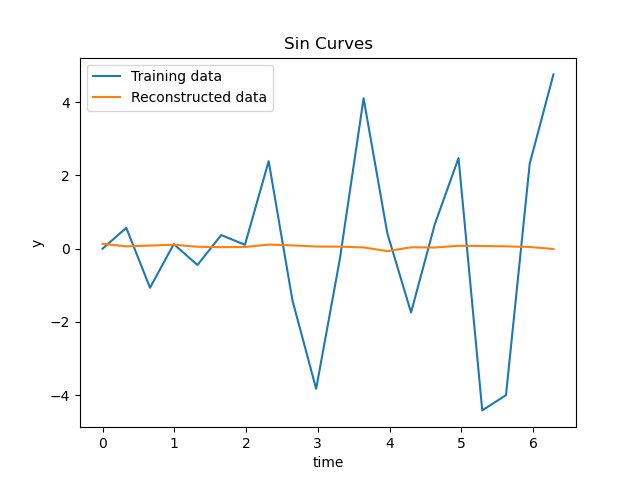 Sin Curves
Training data
Reconstructed data
4
2
0
−2
−4
y
0 1 2 3 4 5 6
time